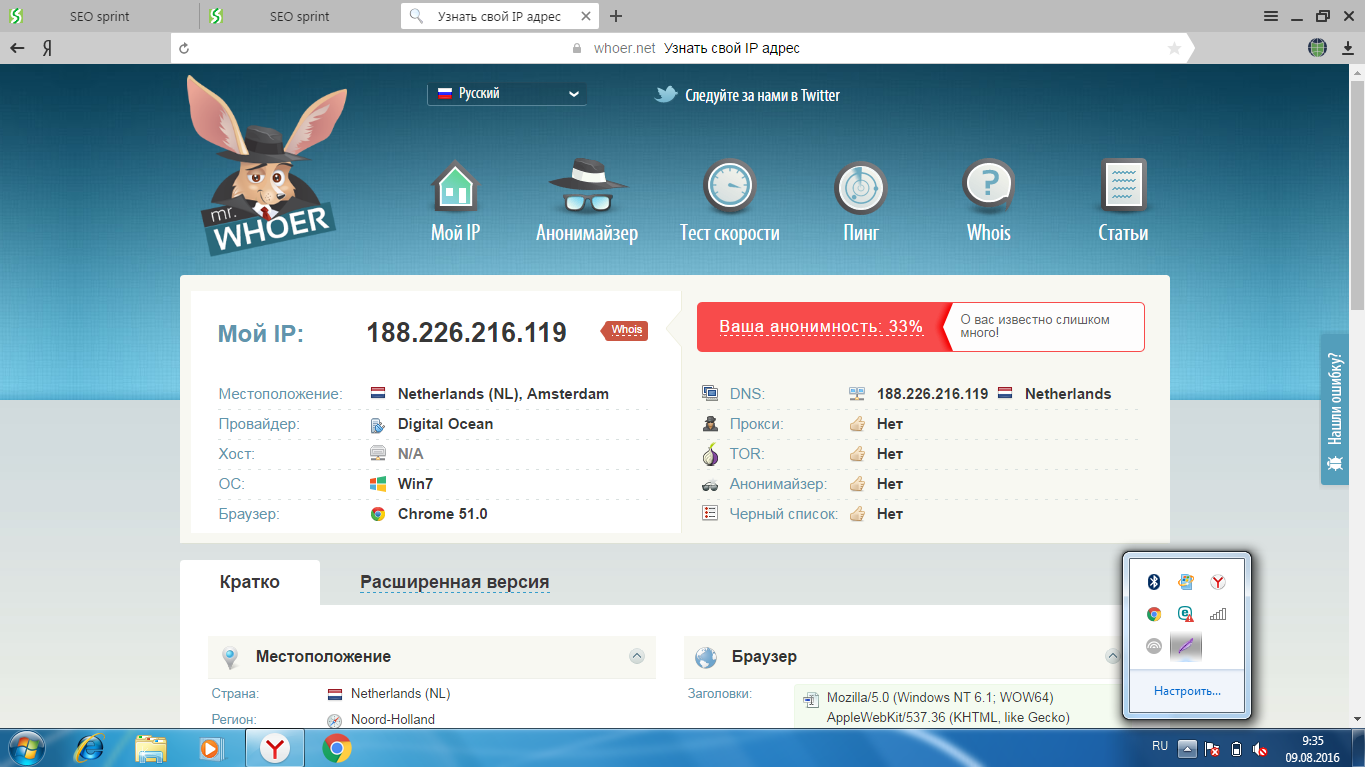 SEO sprint
SEO sprint
Узнать свой IP адрес
Я
whoer.net Узнать свой IP адрес
Русский
Следуйте за нами в Twitter
mr.
WHOER
Мой IP
Анонимайзер
Тест скорости
Пинг
Whois
Статьи
Мой IP: 188.226.216.119 Whois
Местоположение: Netherlands (NL), Amsterdam
Провайдер: Digital Ocean
Хост: N/A
ОС: Win7
Браузер: Chrome 51.0
Ваша анонимность: 33%
О вас известно слишком
много!
DNS: 188.226.216.119 Netherlands
Прокси: Нет
TOR: Нет
Анонимайзер: Нет
Черный список: Нет
Нашли ошибку?
Кратко
Расширенная версия
Местоположение
Страна: Netherlands (NL)
Регион: Noord-Holland
Браузер
Заголовки: Mozilla/5.0 (Windows NT 6.1; WOW64)
AppleWebKit/537.36 (KHTML, like Gecko)
Настроить...
RU
9:35
09.08.2016